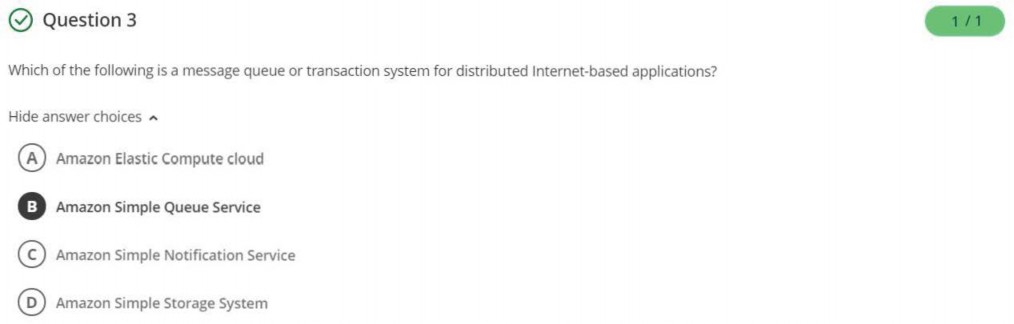 Question 3
1 / 1
Which of the following is a message queue or transaction system for distributed Internet-based applications?
Hide answer choices
A Amazon Elastic Compute cloud
B Amazon Simple Queue Service
C Amazon Simple Notification Service
D Amazon Simple Storage System